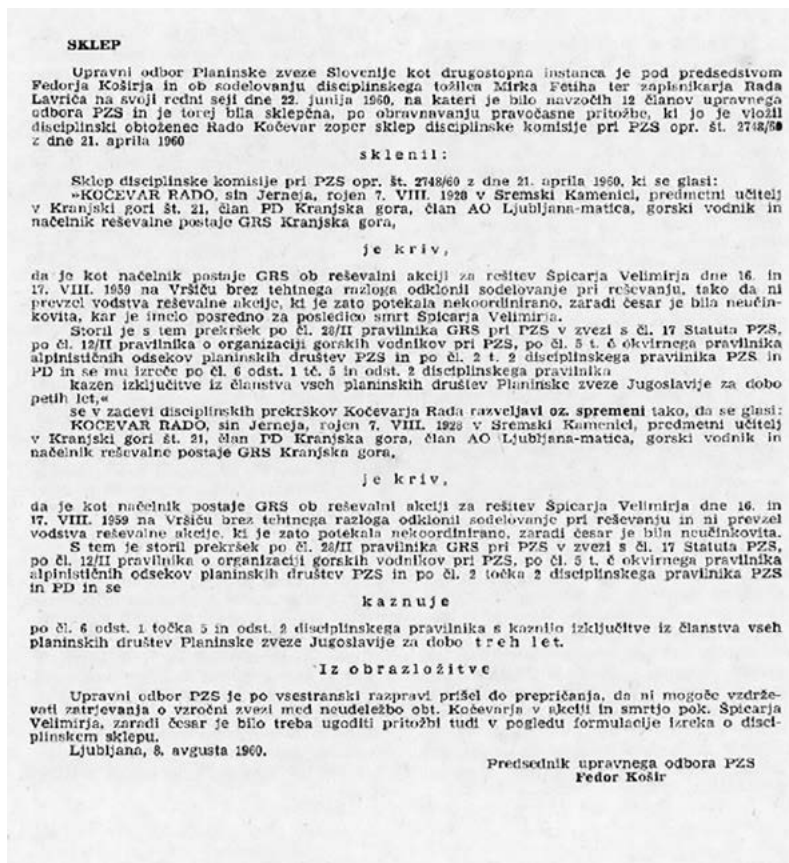 SKLEP
Upravni odbor Planinske zveze Slovenije kot drugostopna instanca je pod predsedstvom
Fedorja Koširja in ob sodelovanju disciplinskega tožilca Mirka Fetiha ter zapisnikarja Rada
Lavriča na svoji redni seji dne 22. junija 1960, na kateri je bilo navzočih 12 članov upravnega
odbora PZS in je torej bila sklepčna, po obravnavanju pravočasne pritožbe, ki jo je vložil
disciplinski obtoženec Rado Kočevar zoper sklep disciplinske komisije pri PZS opr. št. 2748/60
z dne 21. aprila 1960
sklenil:
Sklep disciplinske komisije pri PZS opr. št. 2748/60 z dne 21. aprila 1960, ki se glasi:
»KOČEVAR RADO, sin Jerneja, rojen 7. VIII. 1928 v Sremski Kamenici, predmetni učitelj
v Kranjski gori št. 21, član PD Kranjska gora, član AO Ljubljana-matica, gorski vodnik in
načelnik reševalne postaje GRS Kranjska gora,
je kriv,
da je kot načelnik postaje GRS ob reševalni akciji za rešitev Špicarja Velimirja dne 16. in
17. VIII. 1959 na Vršiču brez tehtnega razloga odklonil sodelovanje pri reševanju, tako da ni
prevzel vodstva reševalne akcije, ki je zato potekala nekoordinirano, zaradi česar je bila neučin-
kovita, kar je imelo posredno za posledico smrt Špicarja Velimirja.
Storil je s tem prekršek po čl. 28/II pravilnika GRS pri PZS v zvezi s čl. 17 Statuta PZS,
po čl. 12/II pravilnika o organizaciji gorskih vodnikov pri PZS, po čl. 5 t. č okvirnega pravilnika
alpinističnih odsekov planinskih društev PZS in po čl. 2 t. 2 disciplinskega pravilnika PZS in
PD in se mu izreče po čl. 6 odst. 1 tč. 5 in odst. 2 disciplinskega pravilnika
kazen izključitve iz članstva vseh planinskih društev Planinske zveze Jugoslavije za dobo
petih let,«
se v zadevi disciplinskih prekrškov Kočevarja Rada razveljavi oz. spremeni tako, da se glasi:
KOČEVAR RADO, sin Jerneja, rojen 7. VIII. 1928 v Sremski Kamenici, predmetni učitelj
v Kranjski gori št. 21, član PD Kranjska gora, član AO Ljubljana-matica, gorski vodnik in
načelnik reševalne postaje GRS Kranjska gora,
je kriv,
da je kot načelnik postaje GRS ob reševalni akciji za rešitev Špicarja Velimirja dne 16. in
17. VIII. 1959 na Vršiču brez tehtnega razloga odklonil sodelovanje pri reševanju in ni prevzel
vodstva reševalne akcije, ki je zato potekala nekoordinirano, zaradi česar je bila neučinkovita.
S tem je storil prekršek po čl. 28/II pravilnika GRS pri PZS v zvezi s čl. 17 Statuta PZS,
po čl. 12/II pravilnika o organizaciji gorskih vodnikov pri PZS, po čl. 5 t. č okvirnega pravilnika
alpinističnih odsekov planinskih društev PZS in po čl. 2 točka 2 disciplinskega pravilnika PZS
in PD in se
kaznuje
po čl. 6 odst. 1 točka 5 in odst. 2 disciplinskega pravilnika s kaznijo izključitve iz članstva vseh
planinskih društev Planinske zveze Jugoslavije za dobo treh let.
Iz obrazložitve
Upravni odbor PZS je po vsestranski razpravi prišel do prepričanja, da ni mogoče vzdrže-
vati zatrjevanja o vzročni zvezi med neudeležbo obt. Kočevarja v akciji in smrtjo pok. Špicarja
Velimirja, zaradi česar je bilo treba ugoditi pritožbi tudi v pogledu formulacije izreka o disci-
plinskem sklepu.
Ljubljana, 8. avgusta 1960.
Predsednik upravnega odbora PZS
Fedor Košir